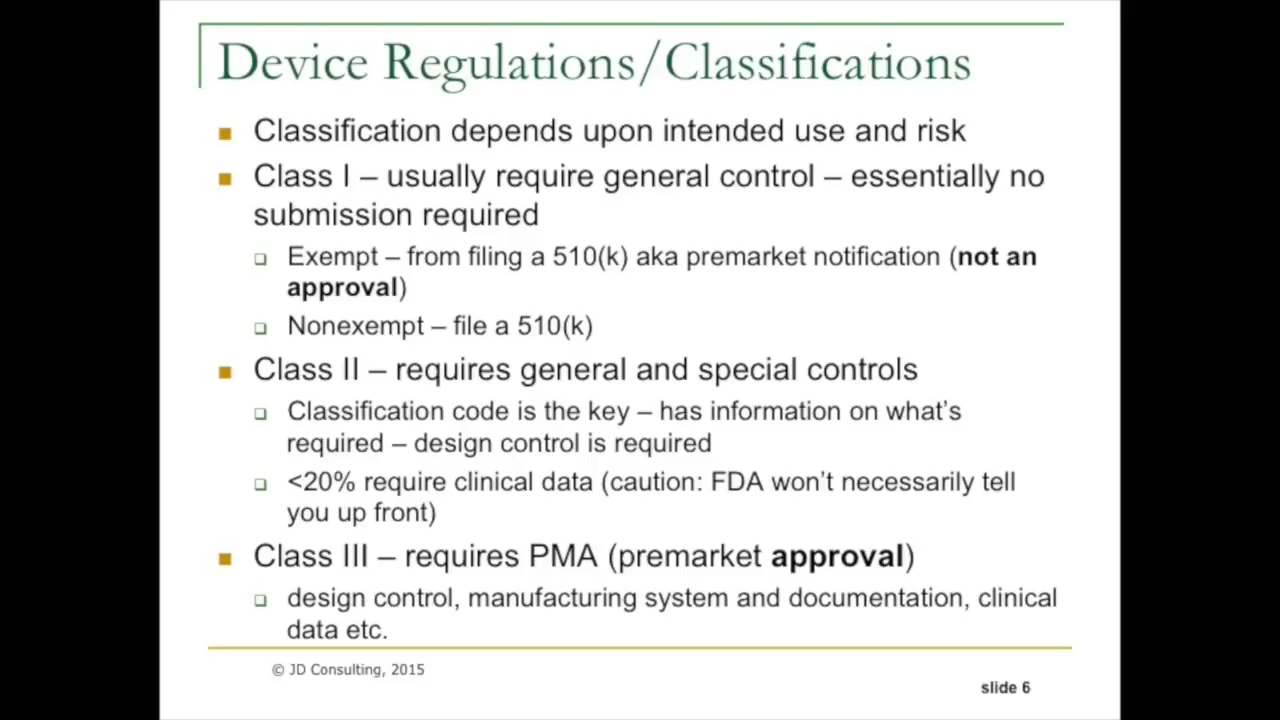 Device Regulations/Classifications
Classification depends upon intended use and risk
Class I – usually require general control – essentially no
submission required
Exempt – from filing a 510(k) aka premarket notification (not an
approval)
Nonexempt – file a 510(k)
Class II – requires general and special controls
Classification code is the key – has information on what's
required – design control is required
<20% require clinical data (caution: FDA won't necessarily tell
you up front)
Class III – requires PMA (premarket approval)
design control, manufacturing system and documentation, clinical
data etc.
© JD Consulting, 2015
slide 6